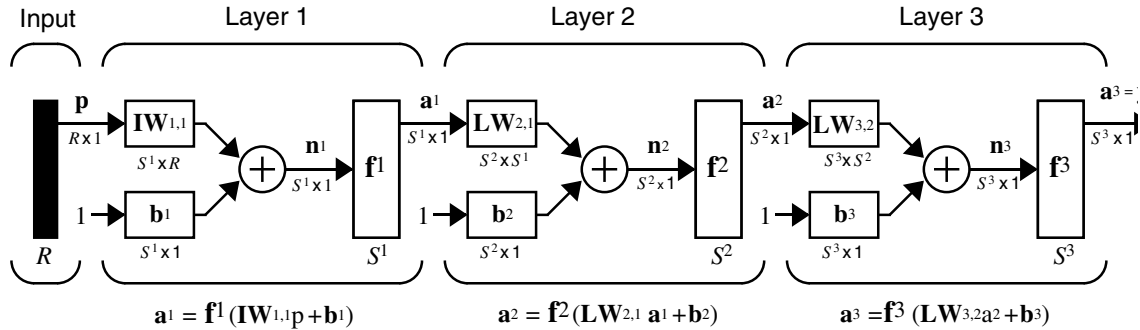 Input Layer 1 Layer 2 Layer 3
p a1 a2 a3 =
IW1,1 LW2,1 LW3,2
R x 1 S1 x 1 S2 x 1 S3 x 1
S1 x R n1 S2 x S1 n2 S3 x S2 n3
f1 f2 f3
S1 x 1 S2 x 1 S3 x 1
1 b1 1 b2 1 b3
R S1 x 1 S1 S2 x 1 S2 S3 x 1 S3
a1 = f1 (IW1,1p + b1) a2 = f2 (LW2,1 a1 + b2) a3 = f3 (LW3,2a2 + b3)